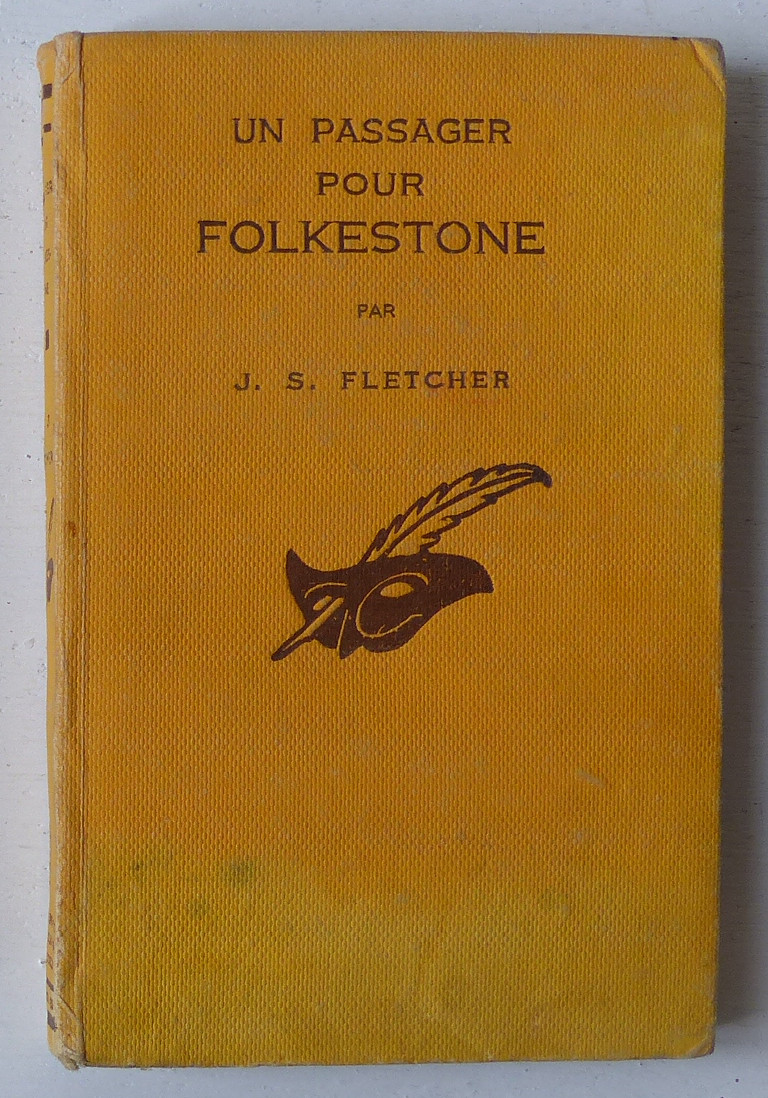 UN PASSAGER
POUR
FOLKESTONE
PAR
J. S. FLETCHER